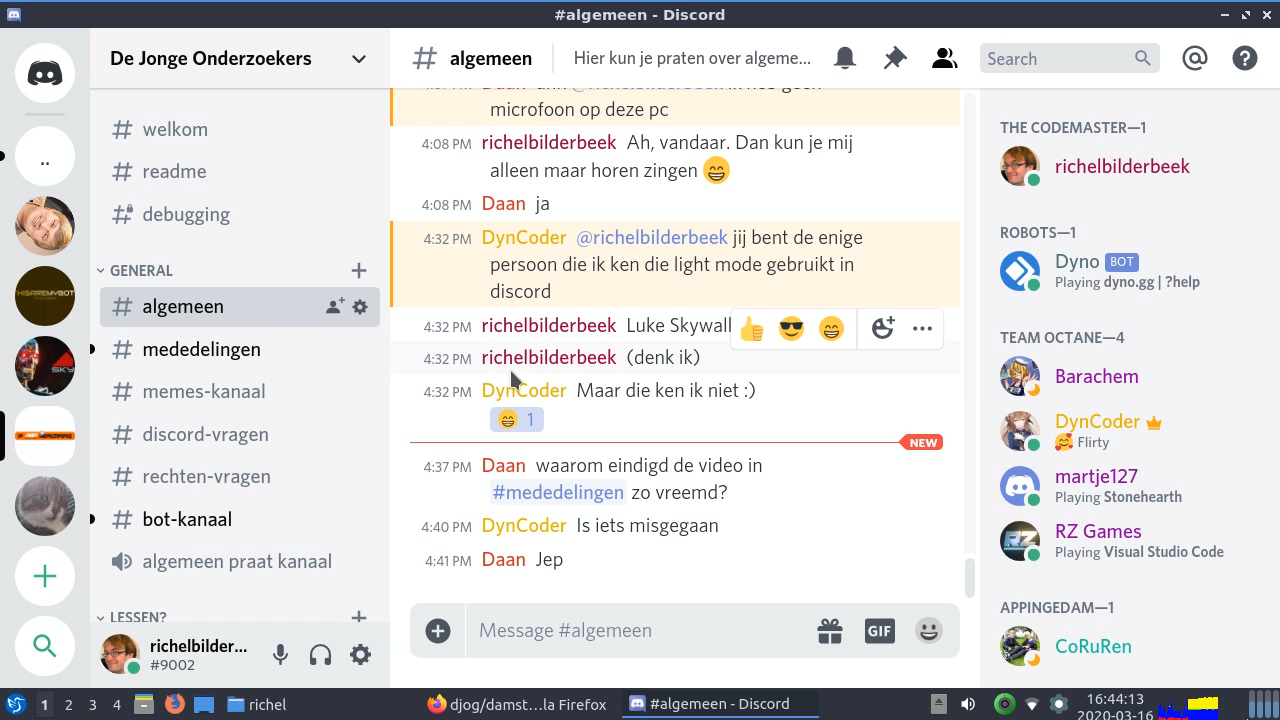 #algemeen - Discord
De Jonge Onderzoekers
# algemeen
Hier kun je praten over algeme...
Search
..
# welkom
# readme
# debugging
GENERAL
# algemeen
# mededelingen
# memes-kanaal
# discord-vragen
# rechten-vragen
# bot-kanaal
algemeen praat kanaal
LESSEN?
richelbilder...
#9002
microfoon op deze pc
4:08 PM richelbilderbeek Ah, vandaar. Dan kun je mij
alleen maar horen zingen 😁
4:08 PM Daan ja
4:32 PM DynCoder @richelbilderbeek jij bent de enige
persoon die ik ken die light mode gebruikt in
discord
4:32 PM richelbilderbeek Luke Skywall
4:32 PM richelbilderbeek (denk ik)
4:32 PM DynCoder Maar die ken ik niet :)
😁 1
NEW
4:37 PM Daan waarom eindigd de video in
#mededelingen zo vreemd?
4:40 PM DynCoder Is iets misgegaan
4:41 PM Daan Jep
Message #algemeen
GIF
THE CODEMASTER—1
richelbilderbeek
ROBOTS—1
Dyno BOT
Playing dyno.gg | ?help
TEAM OCTANE—4
Barachem
DynCoder
🥰 Flirty
martje127
Playing Stonehearth
RZ Games
Playing Visual Studio Code
APPINGEDAM—1
CoRuRen
1 2 3 4
richel
djog/damst...la Firefox
#algemeen - Discord
16:44:13
2020-03-16